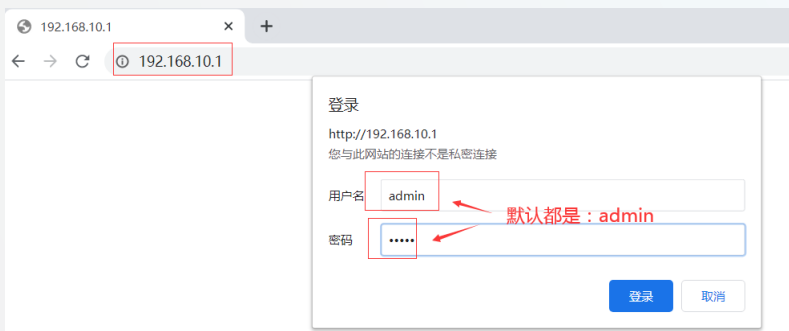 192.168.10.1
192.168.10.1
登录
http://192.168.10.1
您与此网站的连接不是私密连接
用户名 admin
默认都是：admin
密码 •••••
登录 取消